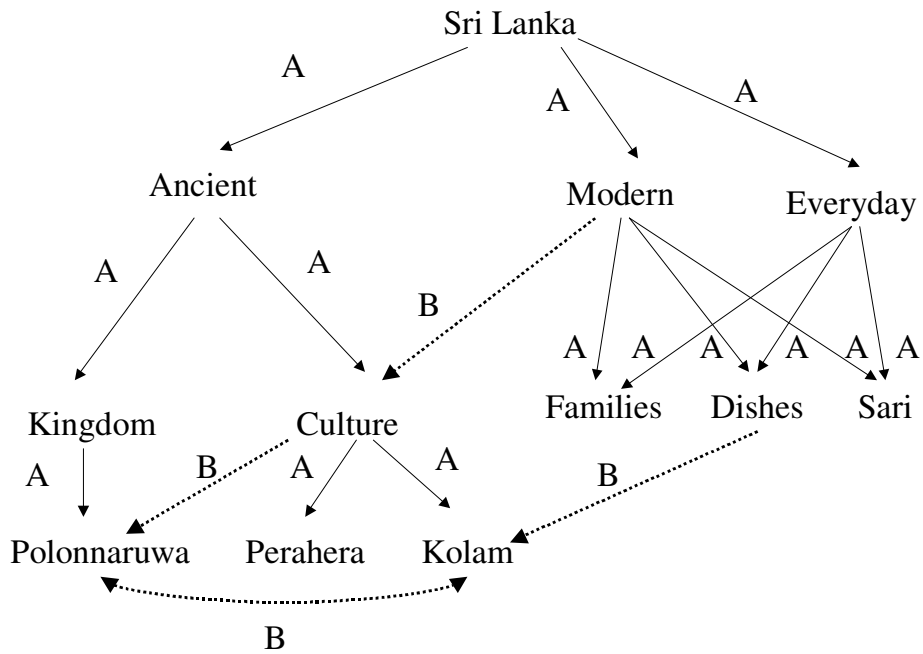 Sri Lanka
A
A
A
Ancient
Modern
Everyday
A
A
B
A
A
A
A
A
A
Kingdom
Culture
Families
Dishes
Sari
A
B
A
A
B
Polonnaruwa
Perahera
Kolam
B